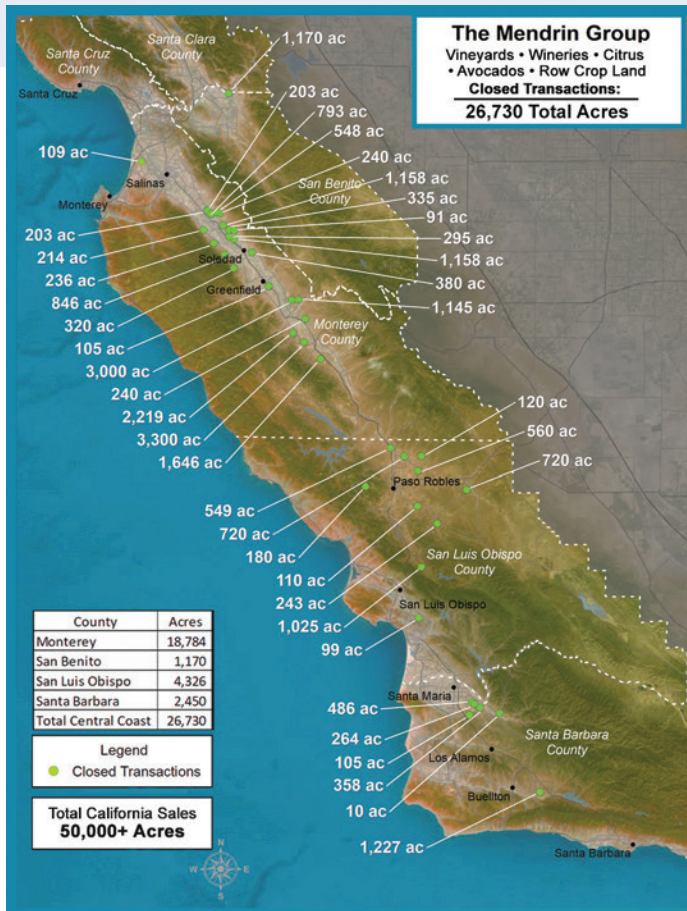 The Mendrin Group
Vineyards • Wineries • Citrus
• Avocados • Row Crop Land
Closed Transactions:
26,730 Total Acres
Santa Cruz
County
Santa Clara
County
1,170 ac
Santa Cruz
203 ac
793 ac
548 ac
109 ac
240 ac
Salinas
San Benito
County
1,158 ac
335 ac
Monterey
91 ac
203 ac
295 ac
214 ac
1,158 ac
Soledad
236 ac
380 ac
846 ac
Greenfield
320 ac
1,145 ac
105 ac
Monterey
County
3,000 ac
240 ac
2,219 ac
120 ac
3,300 ac
560 ac
1,646 ac
720 ac
Paso Robles
549 ac
720 ac
180 ac
110 ac
San Luis Obispo
County
243 ac
San Luis Obispo
1,025 ac
99 ac
County Acres
Monterey 18,784
San Benito 1,170
San Luis Obispo 4,326
Santa Barbara 2,450
Total Central Coast 26,730
Santa Maria
486 ac
264 ac
Santa Barbara
County
Los Alamos
105 ac
358 ac
Buellton
10 ac
Legend
Closed Transactions
Total California Sales
50,000+ Acres
1,227 ac
Santa Barbara
N
W E
S